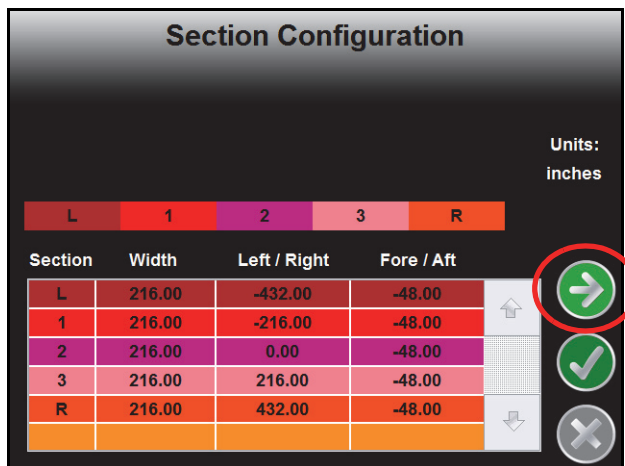 Section Configuration
Units:
inches
L 1 2 3 R
Section Width Left / Right Fore / Aft
L 216.00 -432.00 -48.00
1 216.00 -216.00 -48.00
2 216.00 0.00 -48.00
3 216.00 216.00 -48.00
R 216.00 432.00 -48.00